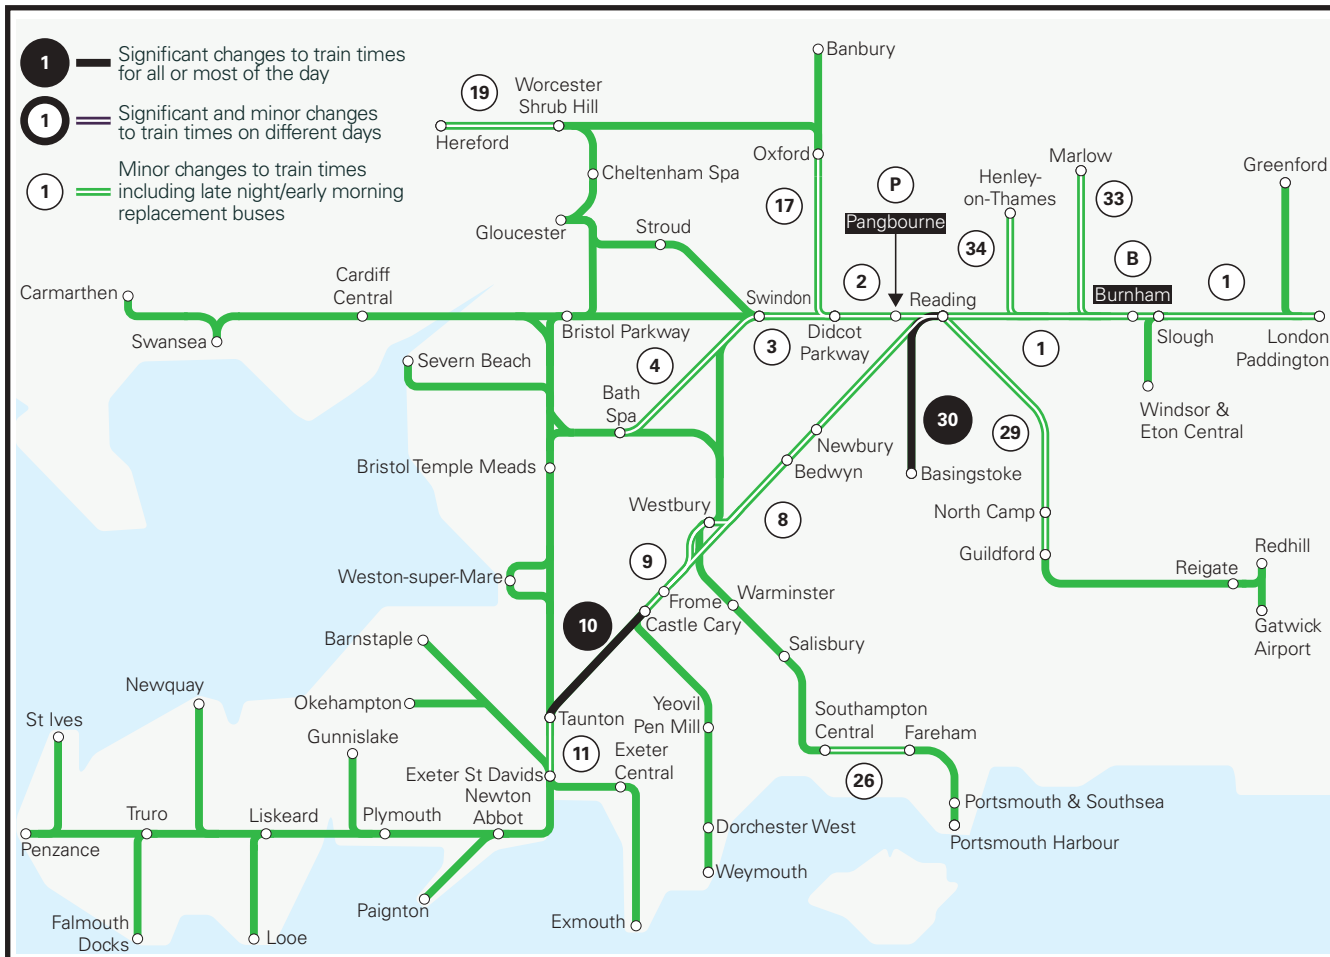 1
Significant changes to train times
for all or most of the day
1
Significant and minor changes
to train times on different days
1
Minor changes to train times
including late night/early morning
replacement buses
Banbury
19
Worcester
Shrub Hill
Hereford
Oxford
Cheltenham Spa
P
Marlow
Greenford
Henley-
on-Thames
33
17
Pangbourne
Gloucester
Stroud
34
B
Carmarthen
Cardiff
Central
2
1
Swindon
Reading
Burnham
Swansea
Bristol Parkway
3
Didcot
Parkway
1
Slough
London
Paddington
Severn Beach
4
Bath
Spa
Windsor &
Eton Central
30
29
Newbury
Bristol Temple Meads
Bedwyn
Basingstoke
Westbury
8
North Camp
Guildford
Redhill
Reigate
9
Weston-super-Mare
Frome
Warminster
Castle Cary
10
Gatwick
Airport
Barnstaple
Salisbury
Newquay
Okehampton
Yeovil
Pen Mill
St Ives
Taunton
Southampton
Central
Fareham
Gunnislake
11
Exeter
Central
Exeter St Davids
26
Newton
Abbot
Truro
Liskeard
Plymouth
Portsmouth & Southsea
Dorchester West
Penzance
Portsmouth Harbour
Weymouth
Paignton
Falmouth
Docks
Looe
Exmouth